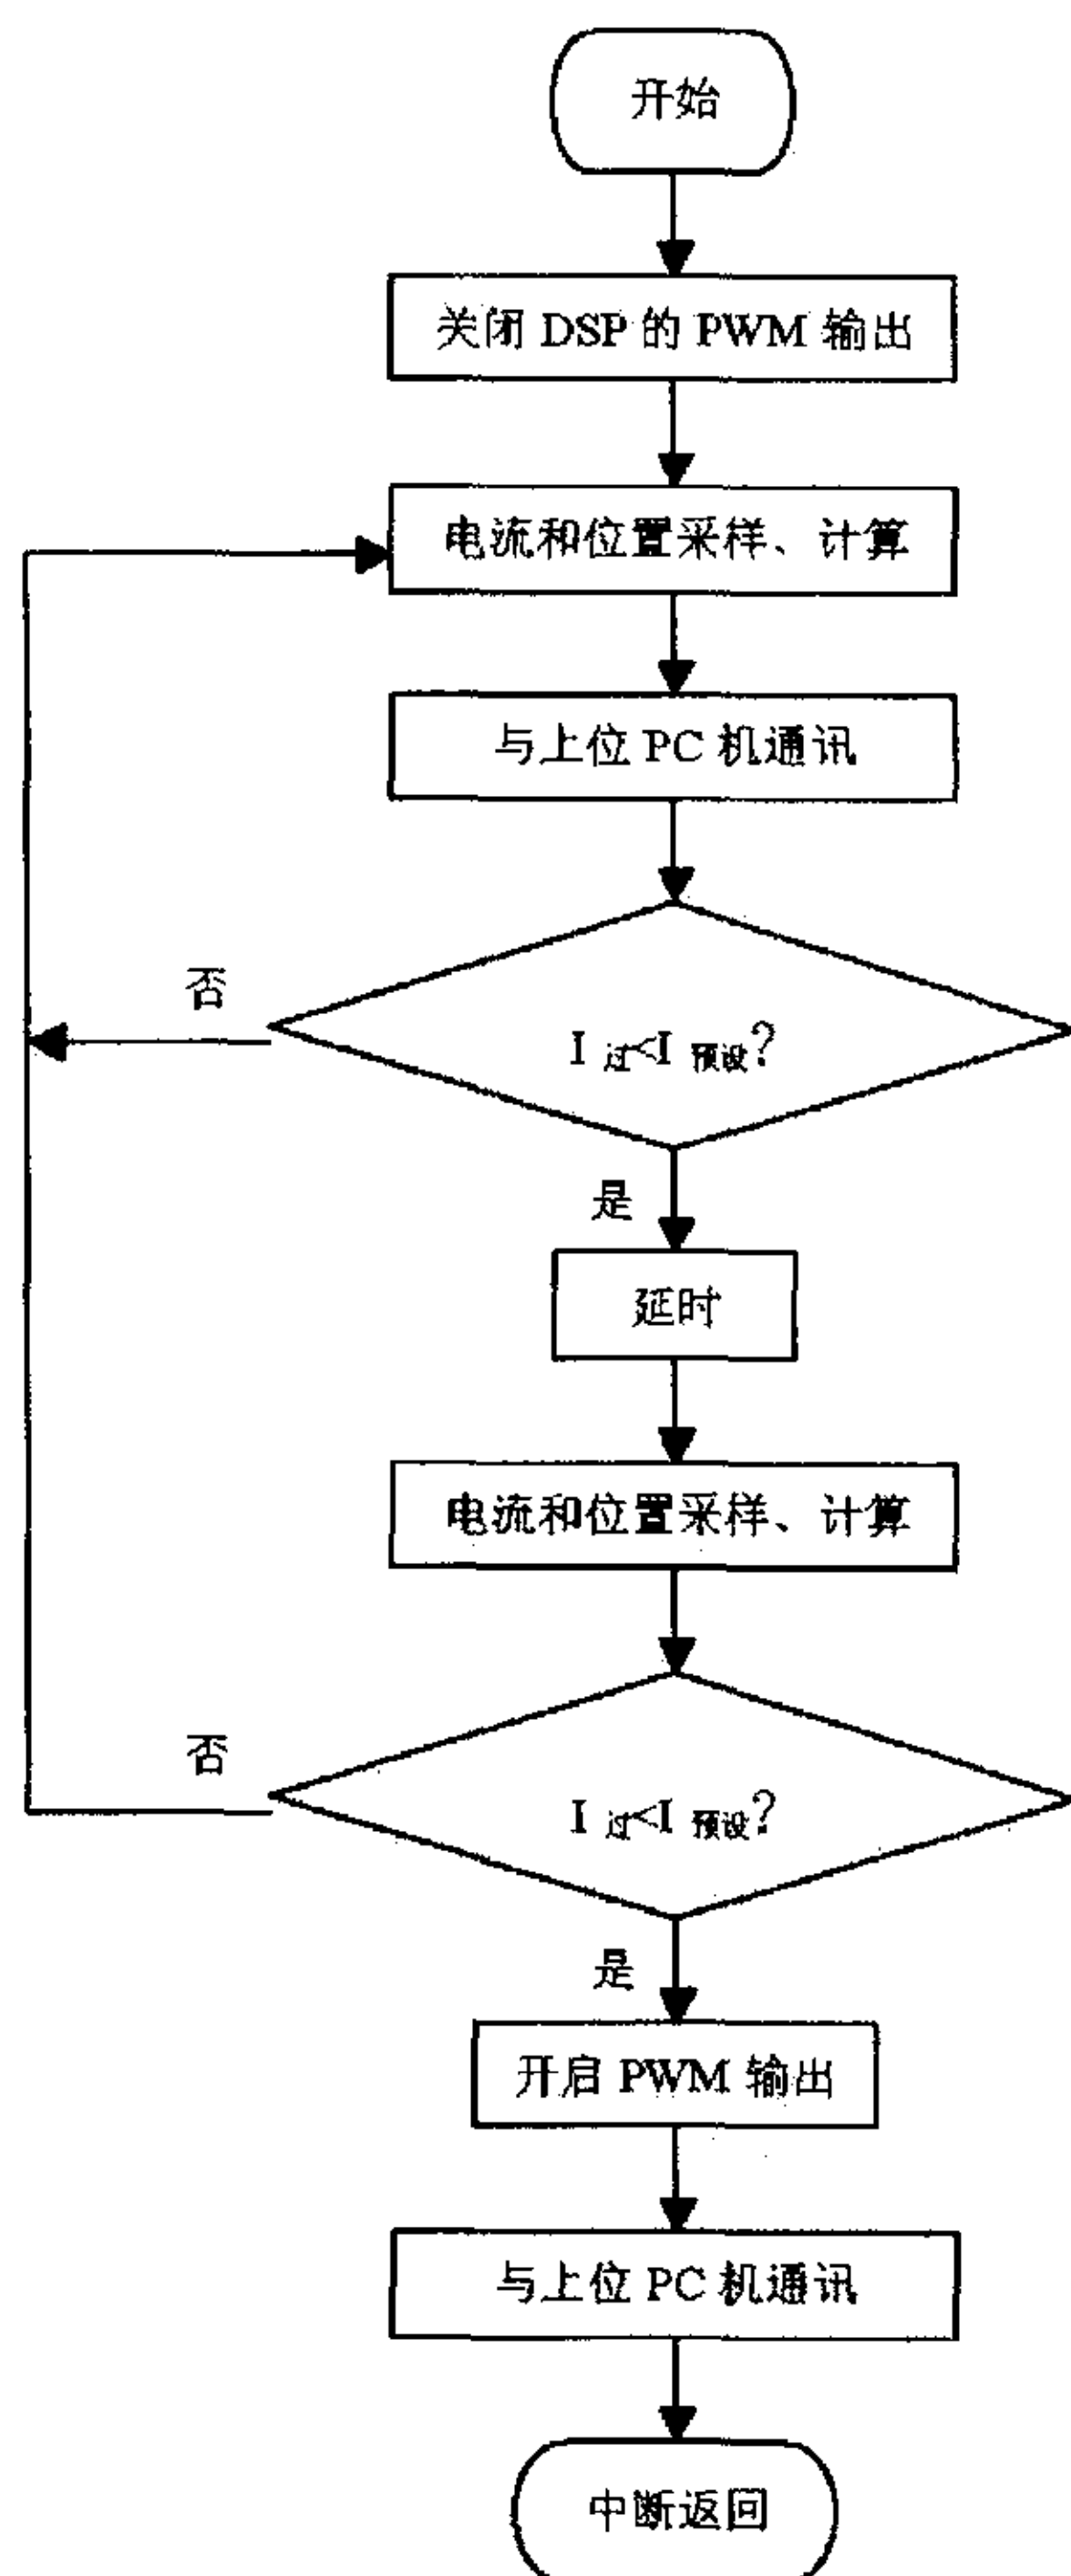 开始
关闭 DSP 的 PWM 输出
电流和位置采样、计算
与上位 PC 机通讯
否
I 过<I 预设?
是
延时
电流和位置采样、计算
否
I 过<I 预设?
是
开启 PWM 输出
与上位 PC 机通讯
中断返回